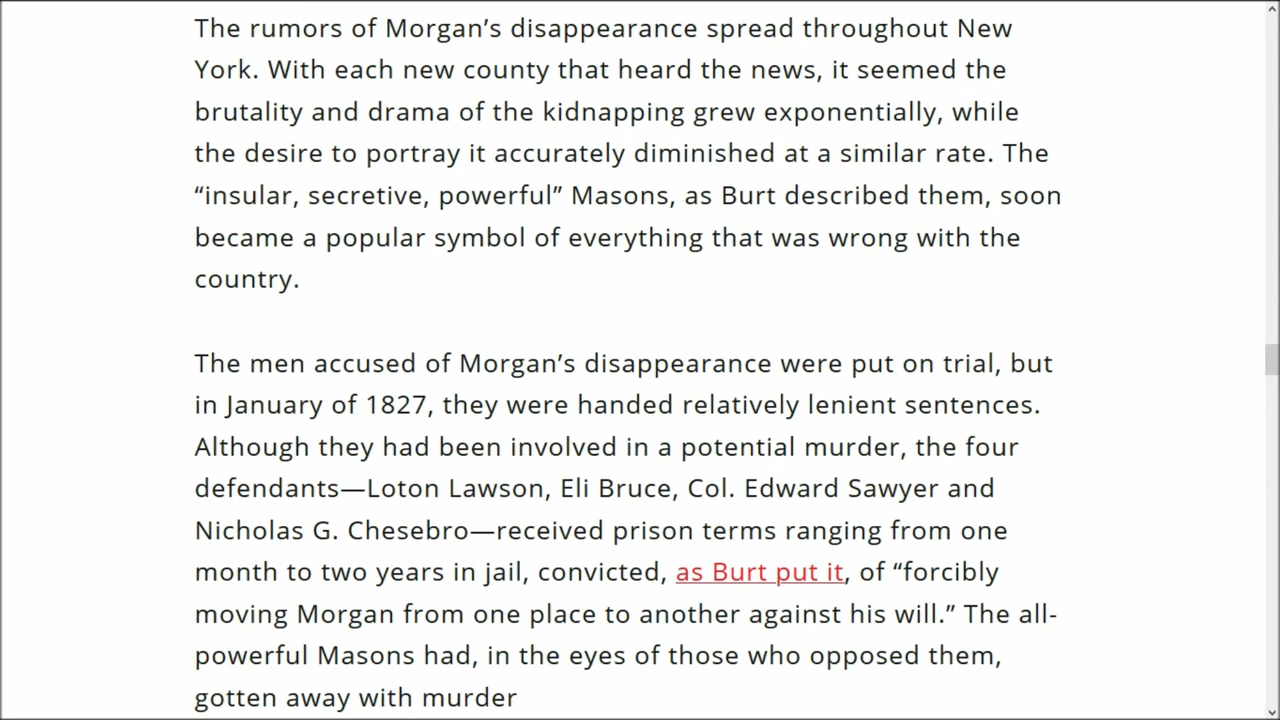 The rumors of Morgan’s disappearance spread throughout New
York. With each new county that heard the news, it seemed the
brutality and drama of the kidnapping grew exponentially, while
the desire to portray it accurately diminished at a similar rate. The
“insular, secretive, powerful” Masons, as Burt described them, soon
became a popular symbol of everything that was wrong with the
country.
The men accused of Morgan’s disappearance were put on trial, but
in January of 1827, they were handed relatively lenient sentences.
Although they had been involved in a potential murder, the four
defendants—Loton Lawson, Eli Bruce, Col. Edward Sawyer and
Nicholas G. Chesebro—received prison terms ranging from one
month to two years in jail, convicted, as Burt put it, of “forcibly
moving Morgan from one place to another against his will.” The all-
powerful Masons had, in the eyes of those who opposed them,
gotten away with murder